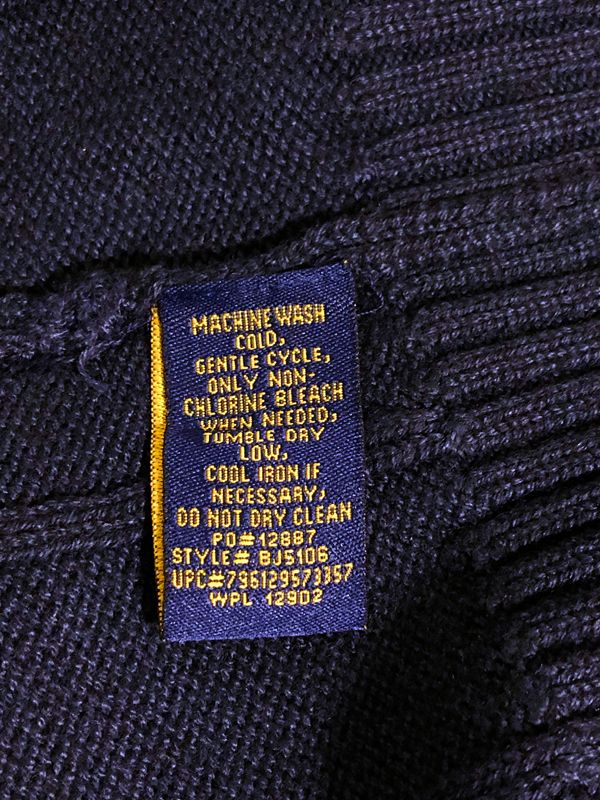 MACHINE WASH
COLD,
GENTLE CYCLE,
ONLY NON-
CHLORINE BLEACH
WHEN NEEDED,
TUMBLE DRY
LOW,
COOL IRON IF
NECESSARY,
DO NOT DRY CLEAN
PO#12887
STYLE# BJ5106
UPC#796129573357
WPL 12902